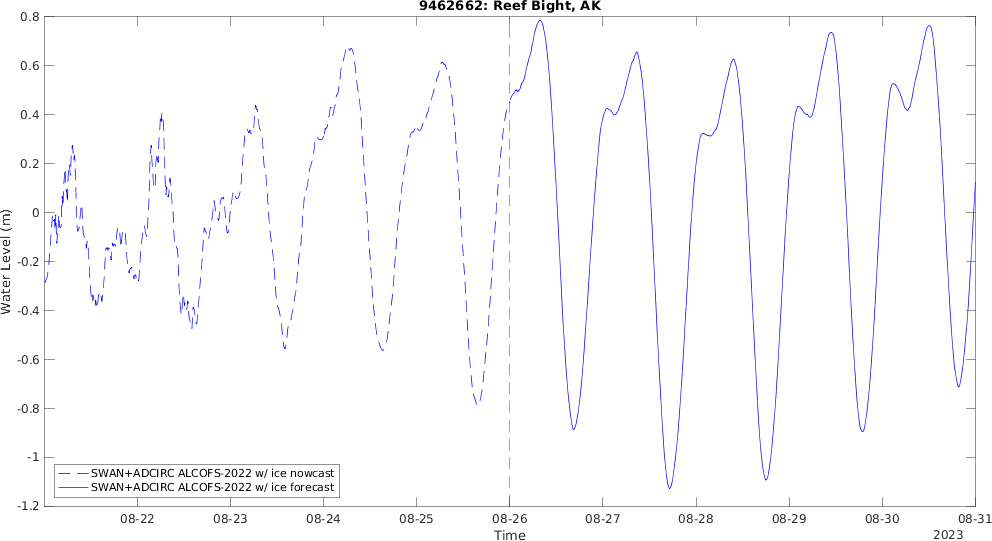 9462662: Reef Bight, AK
0.8
0.6
0.4
0.2
0
-0.2
-0.4
-0.6
-0.8
-1
-1.2
Water Level (m)
SWAN+ADCIRC ALCOFS-2022 w/ ice nowcast
SWAN+ADCIRC ALCOFS-2022 w/ ice forecast
08-22 08-23 08-24 08-25 08-26 08-27 08-28 08-29 08-30 08-31
Time
2023